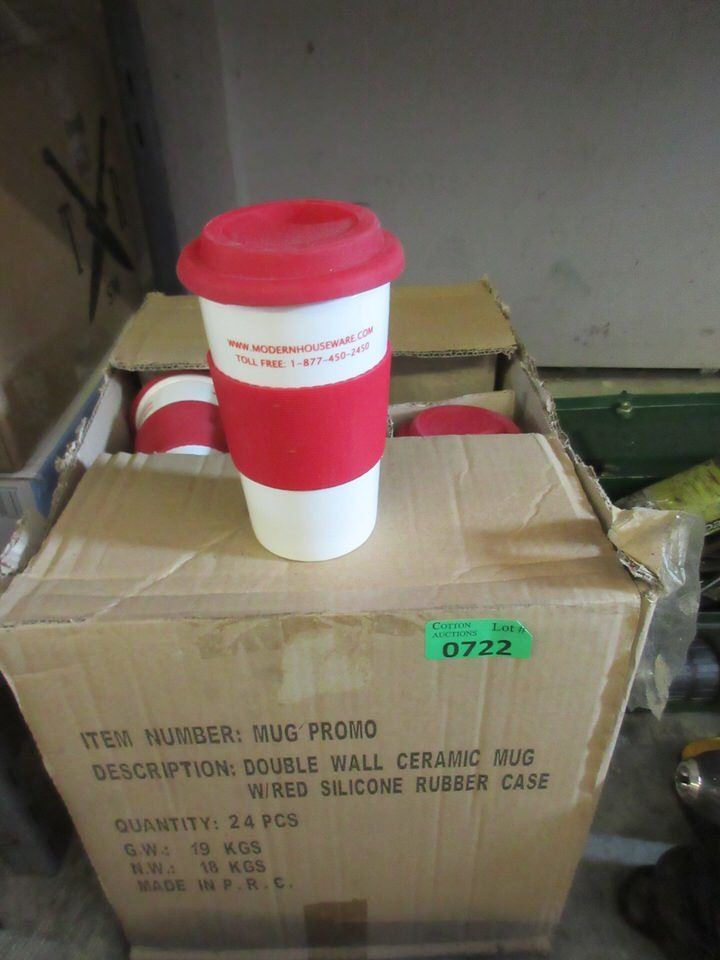 WWW.MODERNHOUSEWARE.COM
TOLL FREE: 1-877-450-2450
COTTON AUCTIONS Lot #
0722
ITEM NUMBER: MUG PROMO
DESCRIPTION: DOUBLE WALL CERAMIC MUG
W/RED SILICONE RUBBER CASE
QUANTITY: 24 PCS
G.W.: 19 KGS
N.W.: 18 KGS
MADE IN P.R.C.